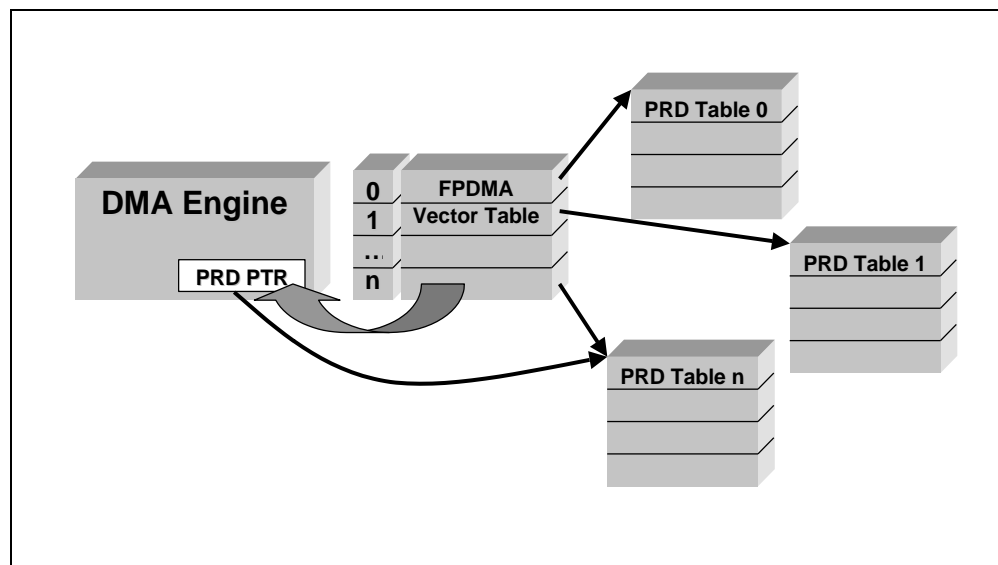 DMA Engine
PRD PTR
0
1
...
n
FPDMA
Vector Table
PRD Table 0
PRD Table 1
PRD Table n